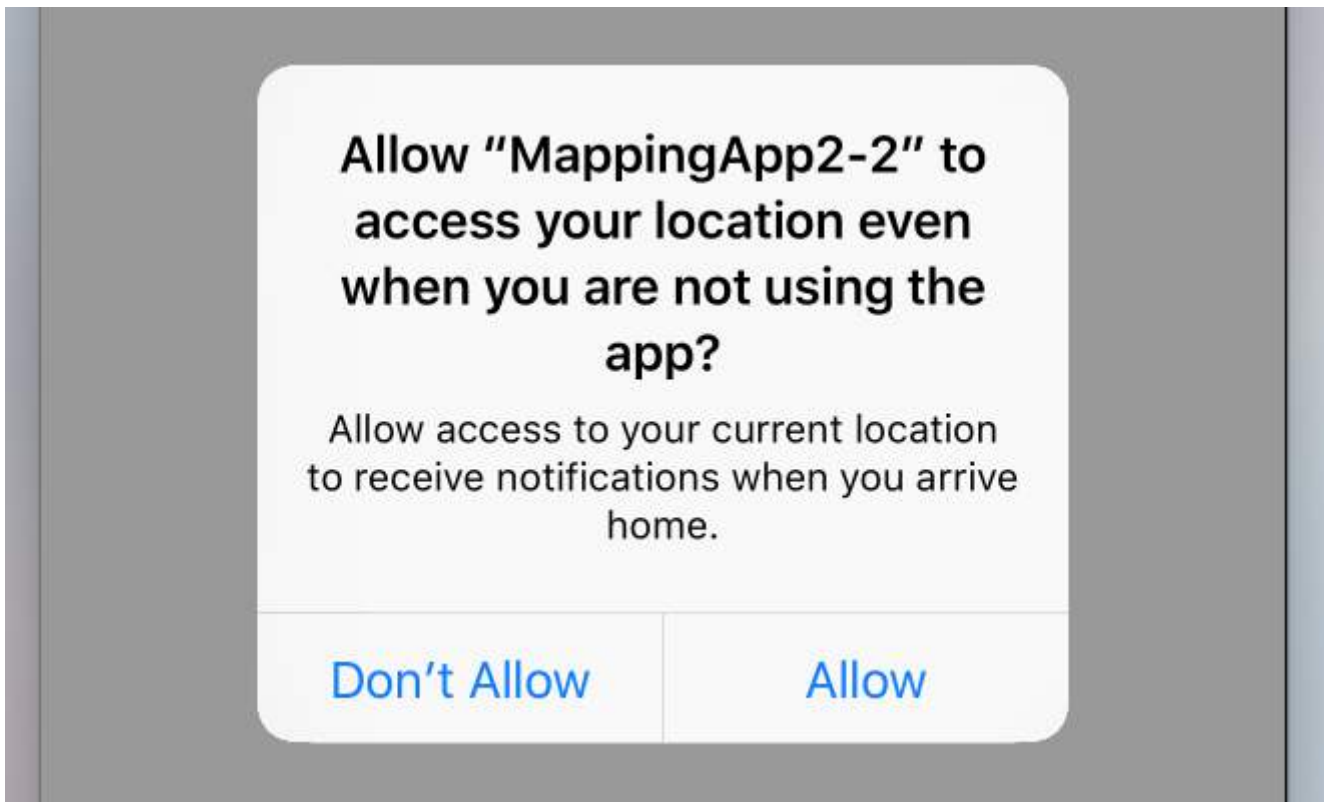 Allow “MappingApp2-2” to
access your location even
when you are not using the
app?
Allow access to your current location
to receive notifications when you arrive
home.
Don’t Allow
Allow